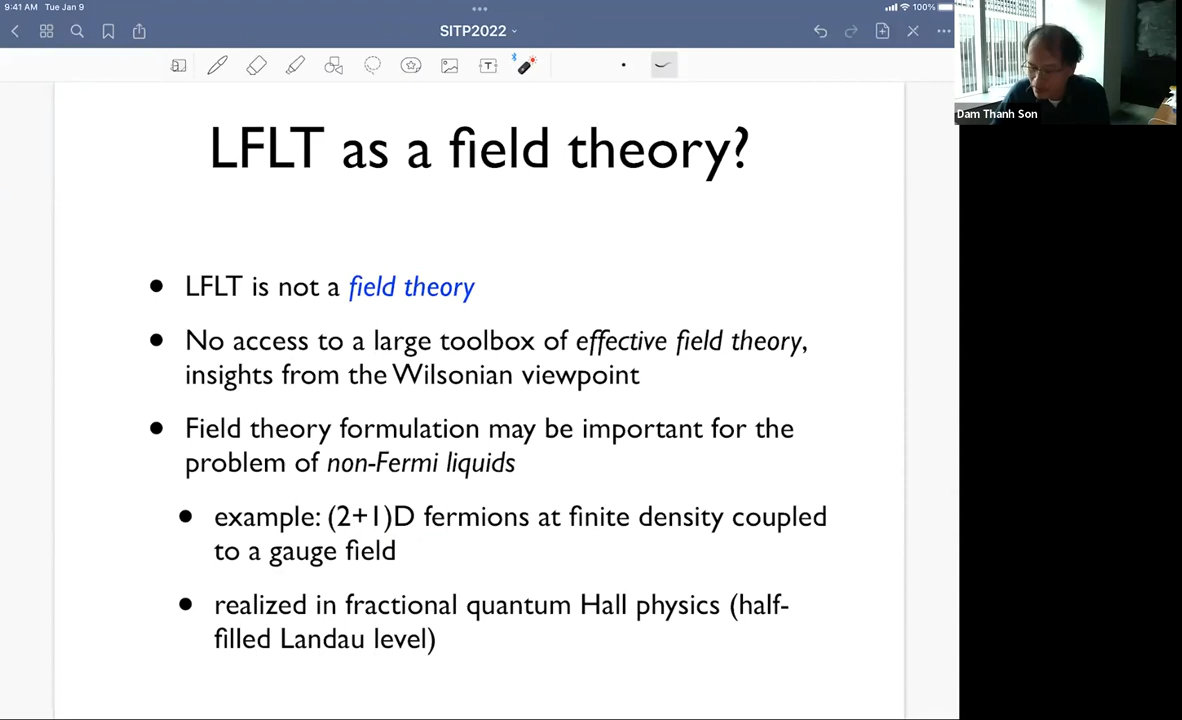 9:41 AM Tue Jan 9
100%
SITP2022
T
Dam Thanh Son
LFLT as a field theory?
• LFLT is not a field theory
• No access to a large toolbox of effective field theory,
insights from the Wilsonian viewpoint
• Field theory formulation may be important for the
problem of non-Fermi liquids
• example: (2+1)D fermions at finite density coupled
to a gauge field
• realized in fractional quantum Hall physics (half-
filled Landau level)